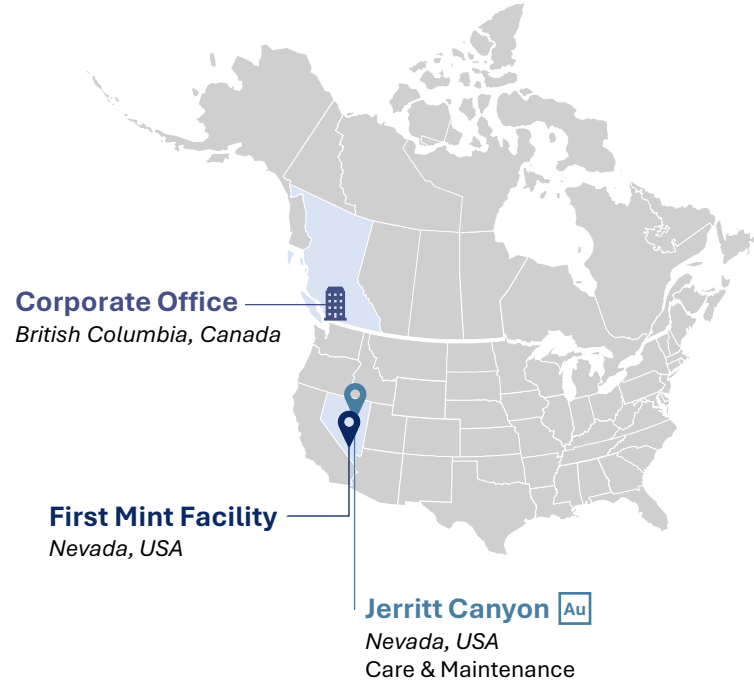 Corporate Office
British Columbia, Canada
First Mint Facility
Nevada, USA
Jerritt Canyon Au
Nevada, USA
Care & Maintenance